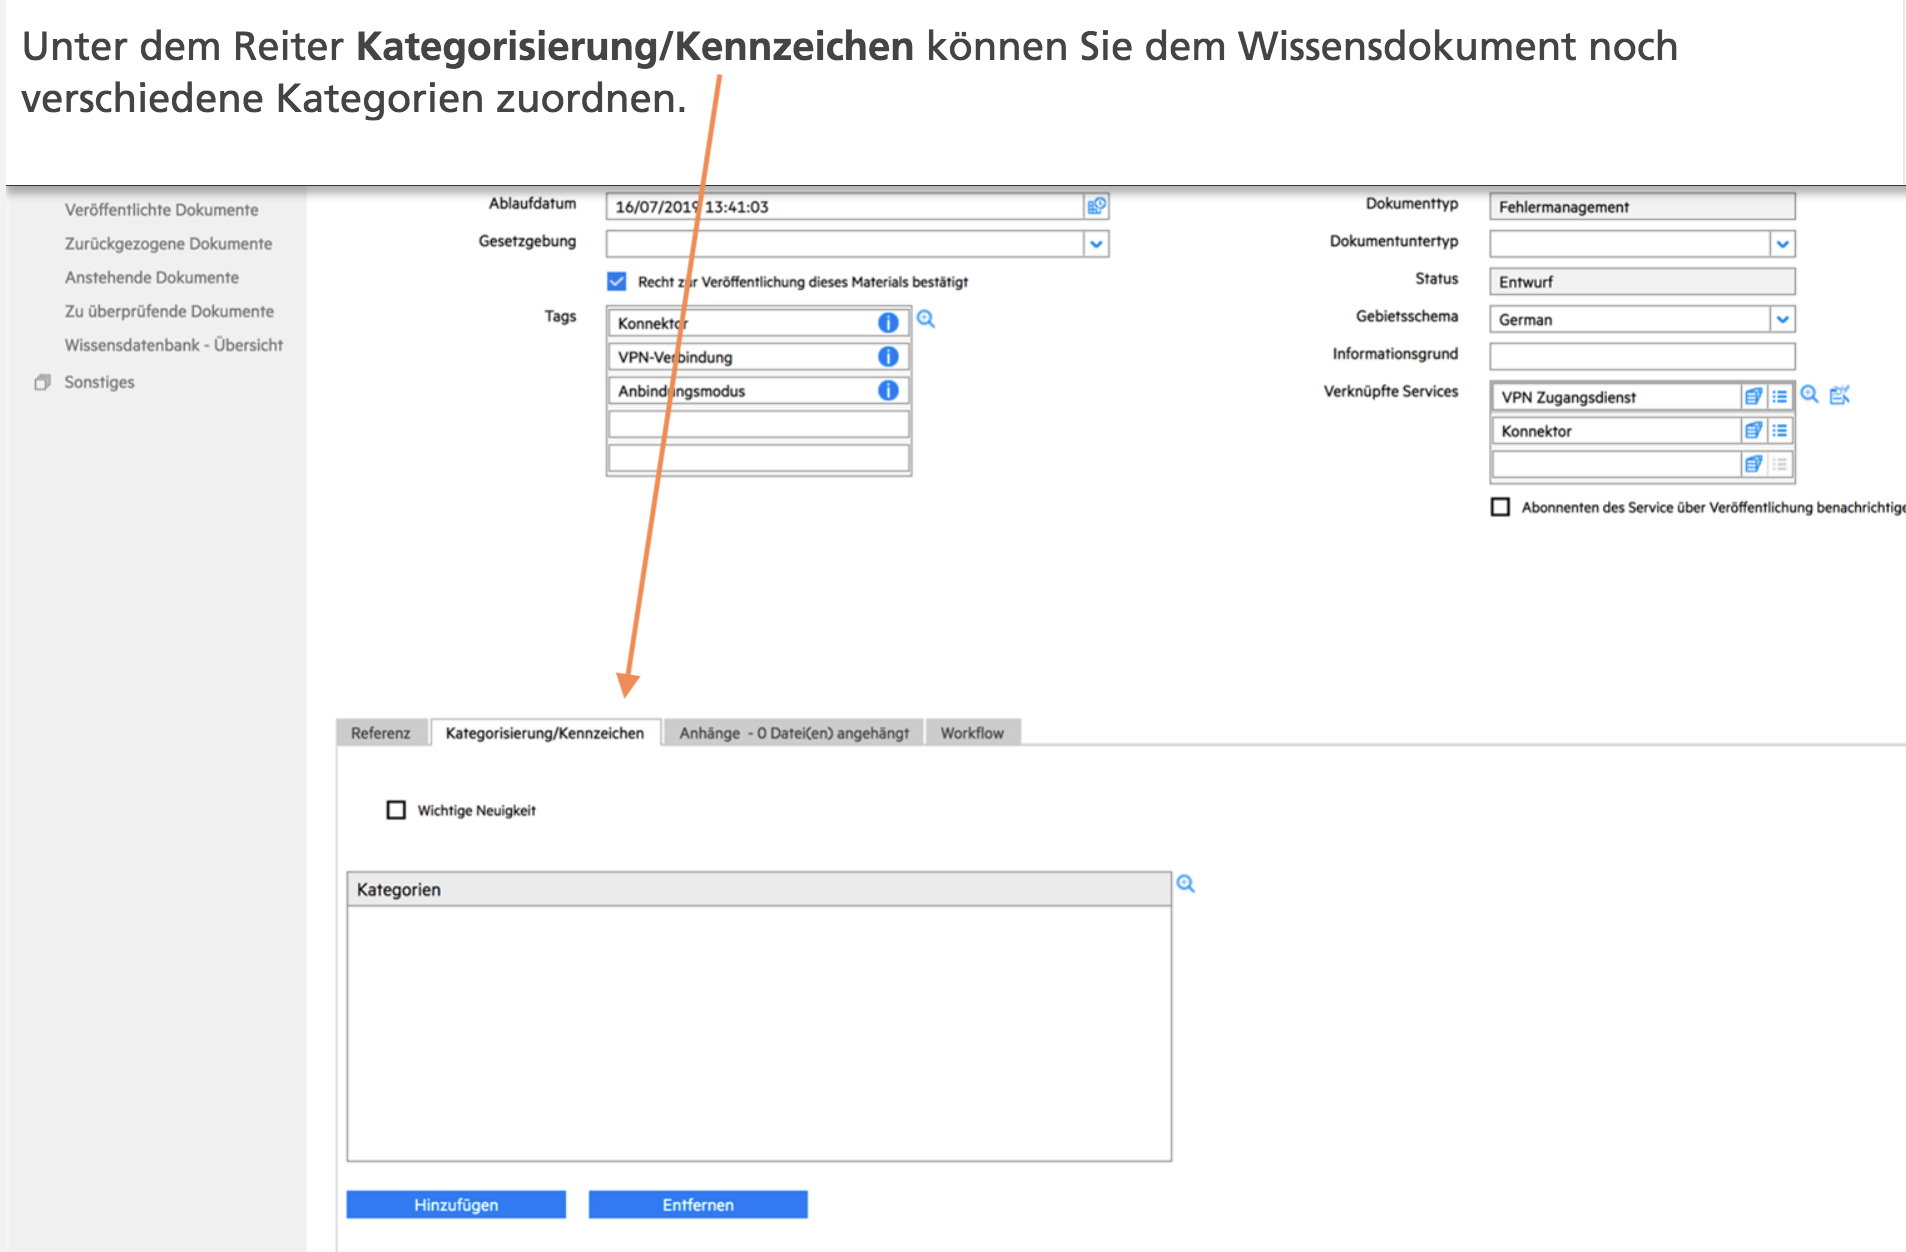 Unter dem Reiter Kategorisierung/Kennzeichen können Sie dem Wissensdokument noch
verschiedene Kategorien zuordnen.
Veröffentlichte Dokumente
Zurückgezogene Dokumente
Anstehende Dokumente
Zu überprüfende Dokumente
Wissensdatenbank - Übersicht
Sonstiges
Ablaufdatum
16/07/2019 13:41:03
Gesetzgebung
Recht zur Veröffentlichung dieses Materials bestätigt
Tags
Konnektor
VPN-Verbindung
Anbindungsmodus
Dokumenttyp
Fehlermanagement
Dokumentuntertyp
Status
Entwurf
Gebietsschema
German
Informationsgrund
Verknüpfte Services
VPN Zugangsdienst
Konnektor
Abonnenten des Service über Veröffentlichung benachrichtige
Referenz
Kategorisierung/Kennzeichen
Anhänge - 0 Datei(en) angehängt
Workflow
Wichtige Neuigkeit
Kategorien
Hinzufügen
Entfernen